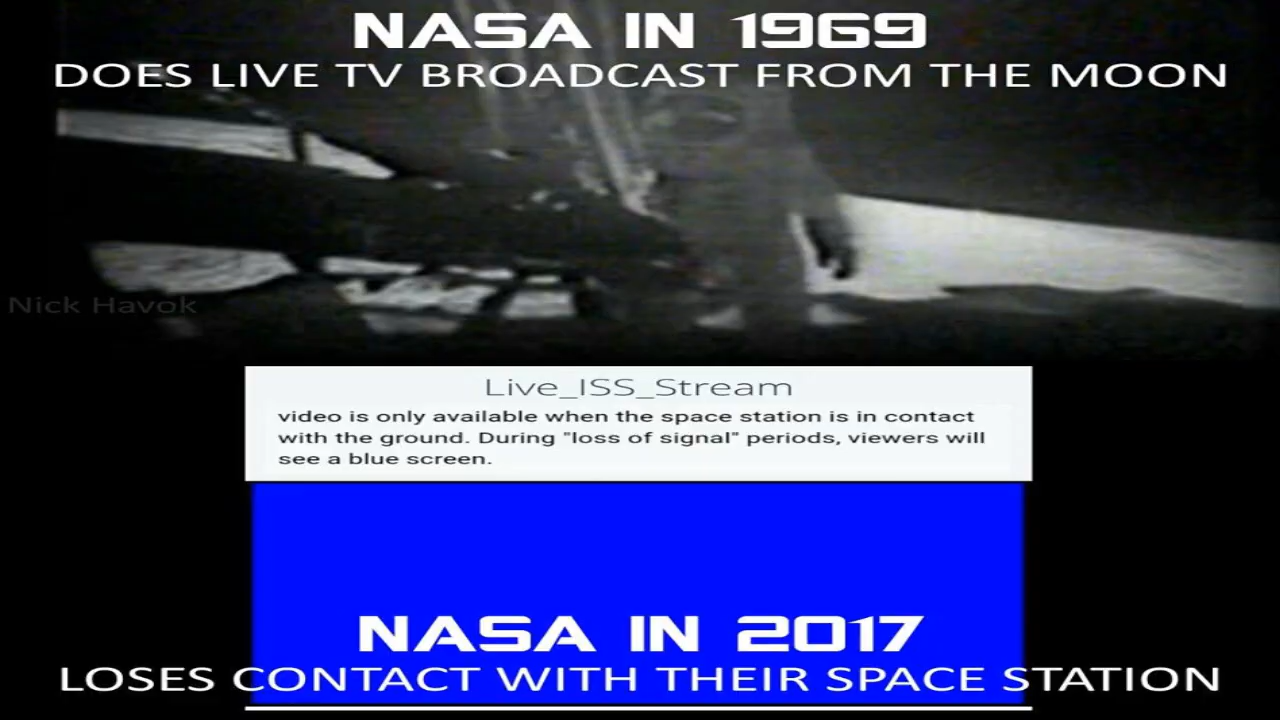 NASA IN 1969
DOES LIVE TV BROADCAST FROM THE MOON
Nick Havok
Live_ISS_Stream
video is only available when the space station is in contact
with the ground. During "loss of signal" periods, viewers will
see a blue screen.
NASA IN 2017
LOSES CONTACT WITH THEIR SPACE STATION